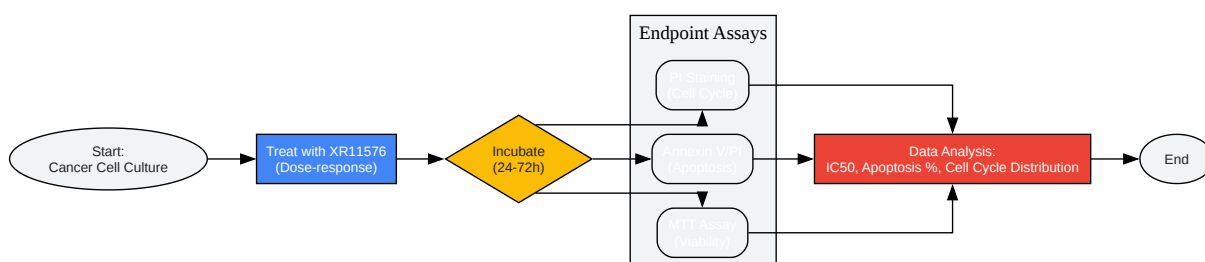 Start:
Cancer Cell Culture
Treat with XR11576
(Dose-response)
Incubate
(24-72h)
Endpoint Assays
PI Staining
(Cell Cycle)
Annexin V/PI
(Apoptosis)
MTT Assay
(Viability)
Data Analysis:
IC50, Apoptosis %, Cell Cycle Distribution
End